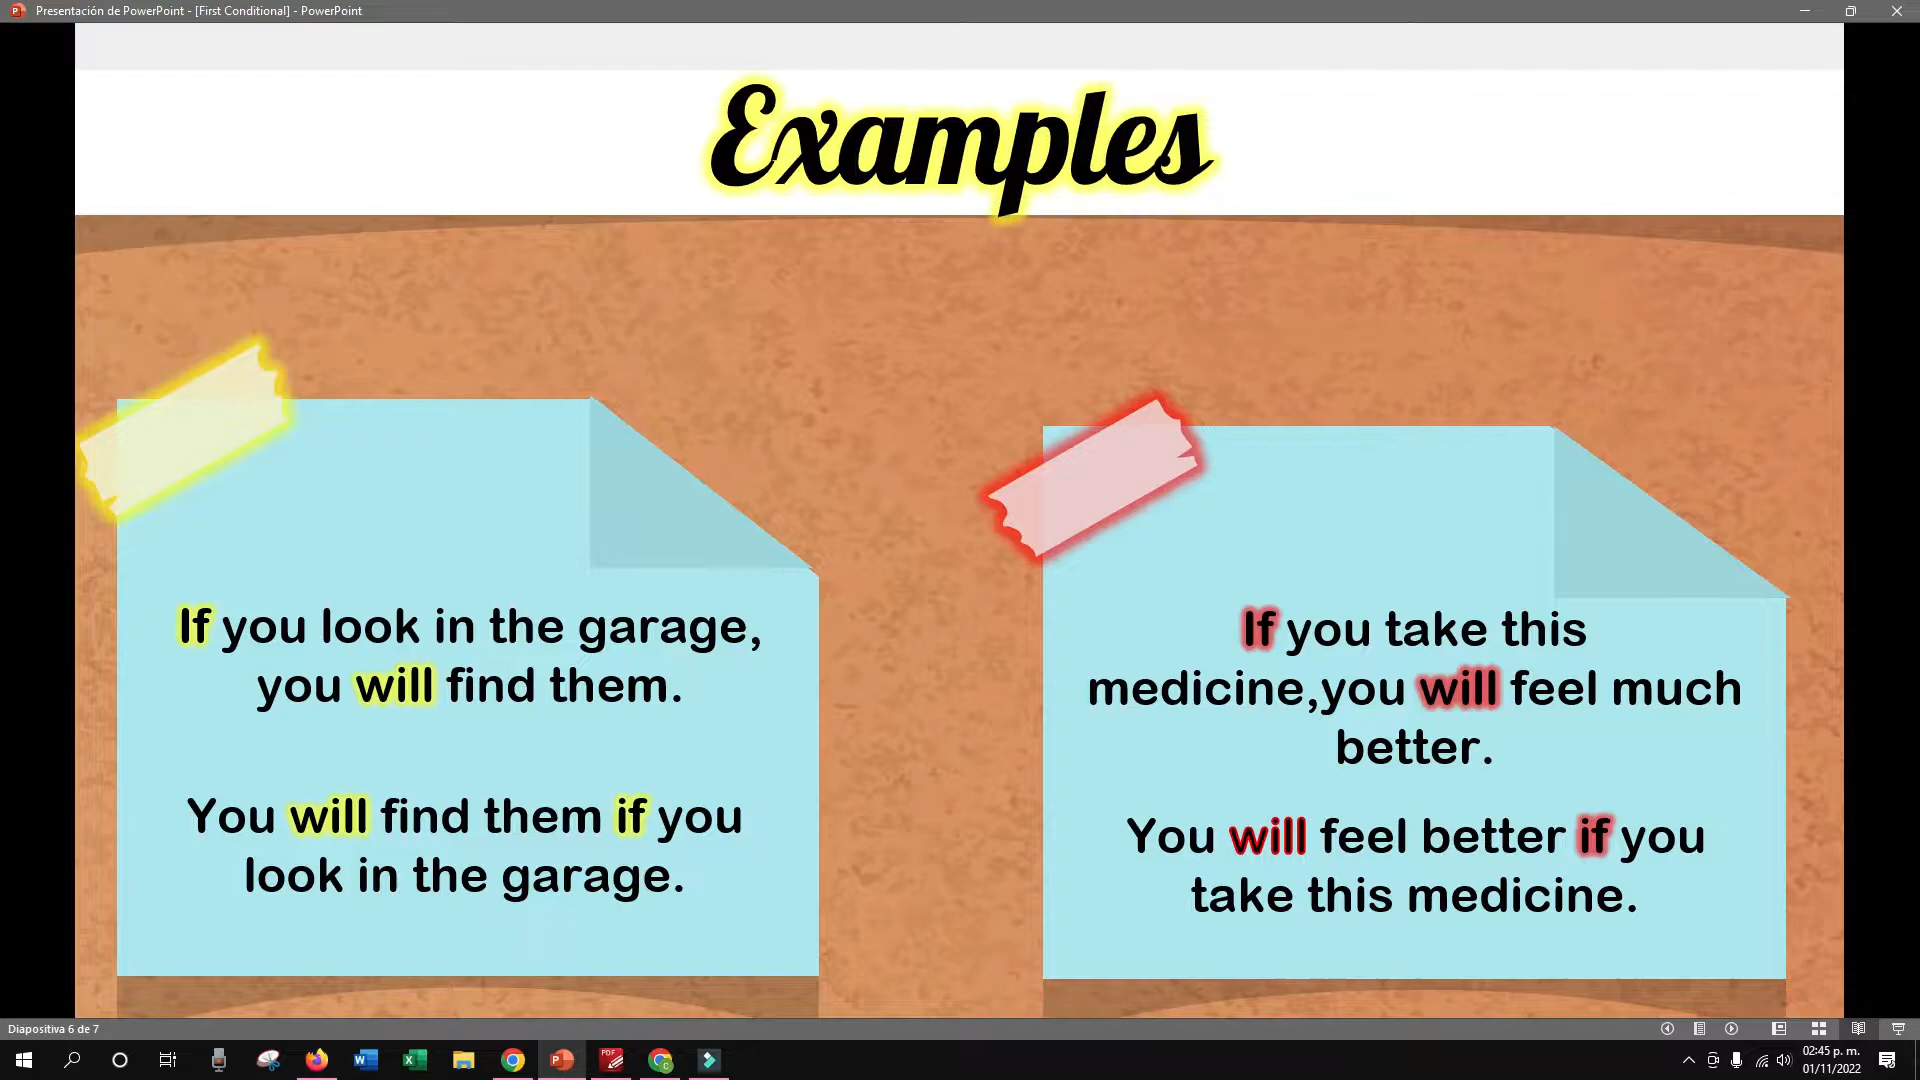 Presentación de PowerPoint - [First Conditional] - PowerPoint
Examples
If you look in the garage,
you will find them.
You will find them if you
look in the garage.
If you take this
medicine,you will feel much
better.
You will feel better if you
take this medicine.
Diapositiva 6 de 7
02:45 p. m.
01/11/2022